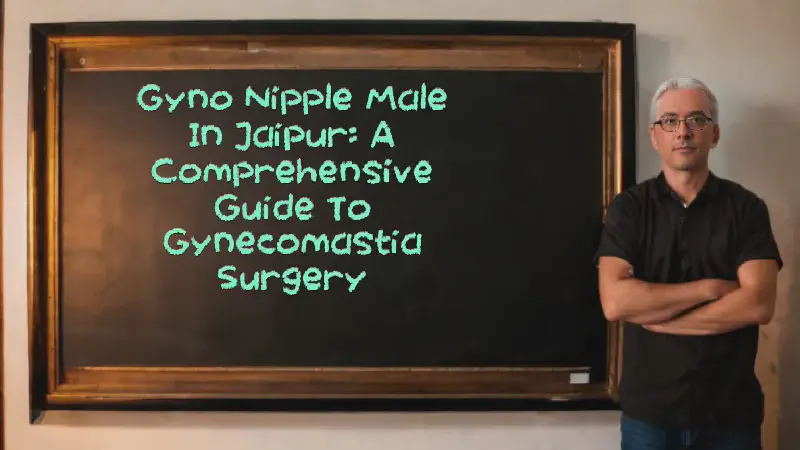 Gyno Nipple Male
In Jaipur: A
Comprehensive
Guide To
Gynecomastia
Surgery